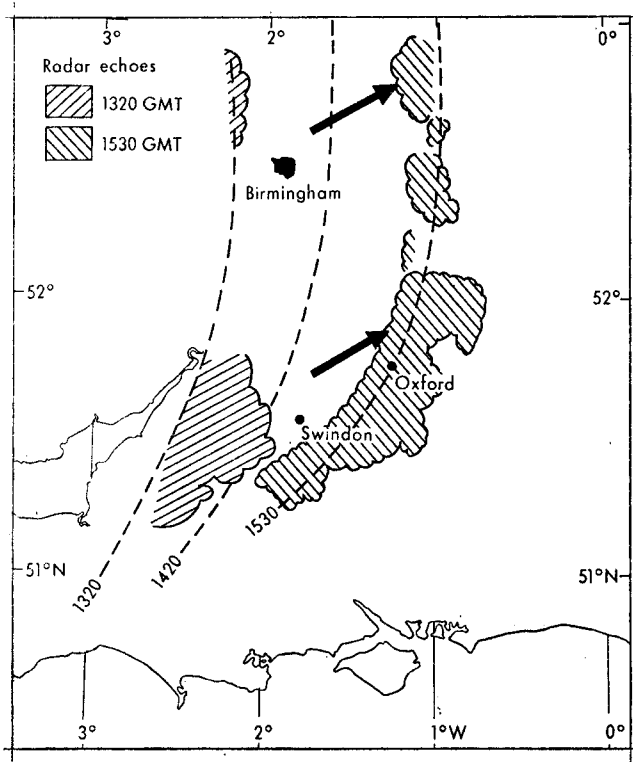 3°
2°
0°
Radar echoes
1320 GMT
1530 GMT
Birmingham
52°
52°
Oxford
Swindon
1530
1420
1320
51°N
51°N
3°
2°
1°W
0°